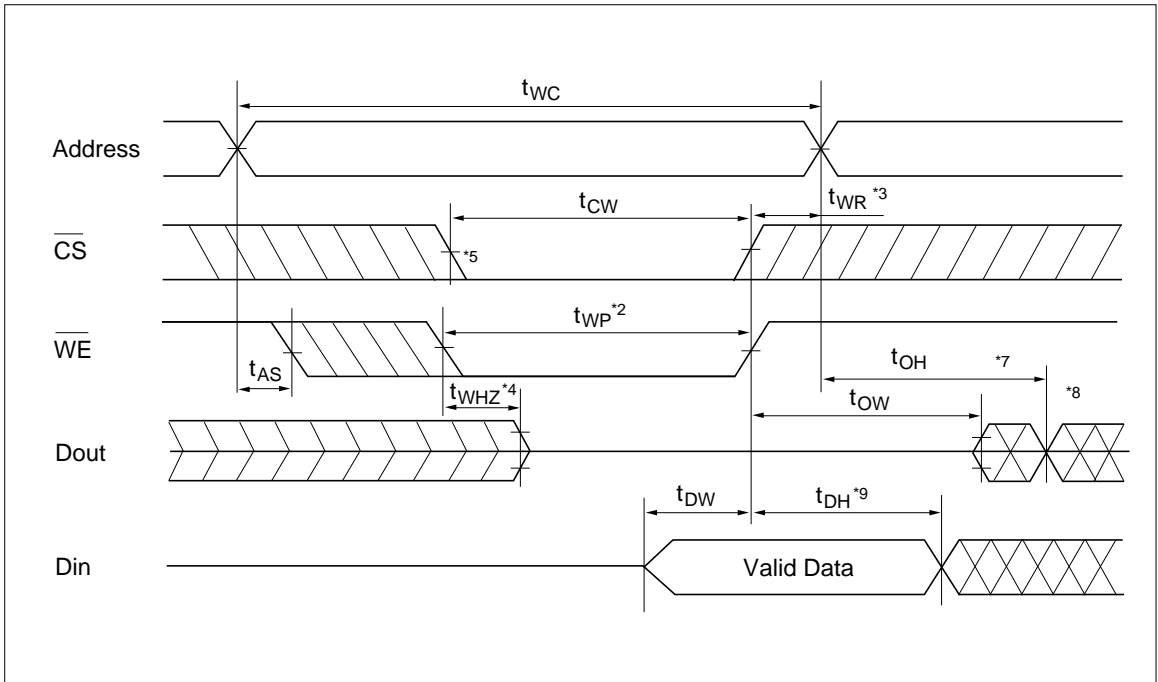 tWC
Address
tCW
tWR *3
CS
*5
tWP *2
WE
tAS
tOH *7
tWHZ *4
*8
tOW
Dout
tDW
tDH *9
Din
Valid Data